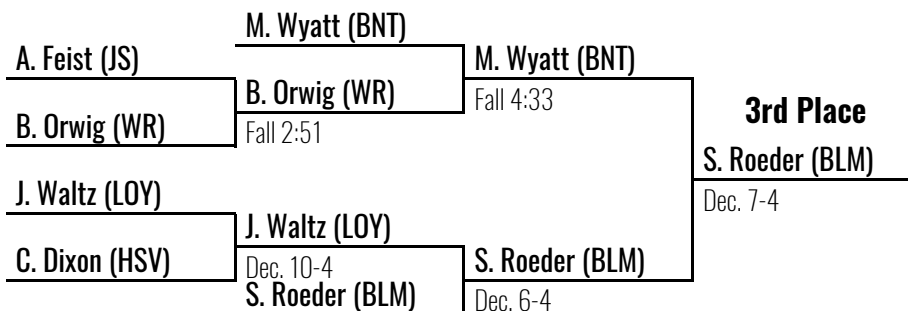 M. Wyatt (BNT)
A. Feist (JS)
M. Wyatt (BNT)
B. Orwig (WR)
Fall 4:33
3rd Place
B. Orwig (WR)
Fall 2:51
S. Roeder (BLM)
J. Waltz (LOY)
Dec. 7-4
J. Waltz (LOY)
C. Dixon (HSV)
Dec. 10-4
S. Roeder (BLM)
S. Roeder (BLM)
Dec. 6-4